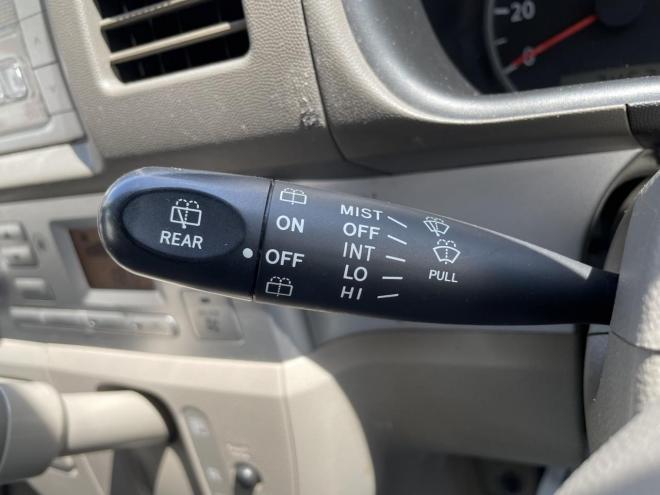 20
0
REAR
ON
OFF
MIST
OFF
INT
LO
HI
PULL